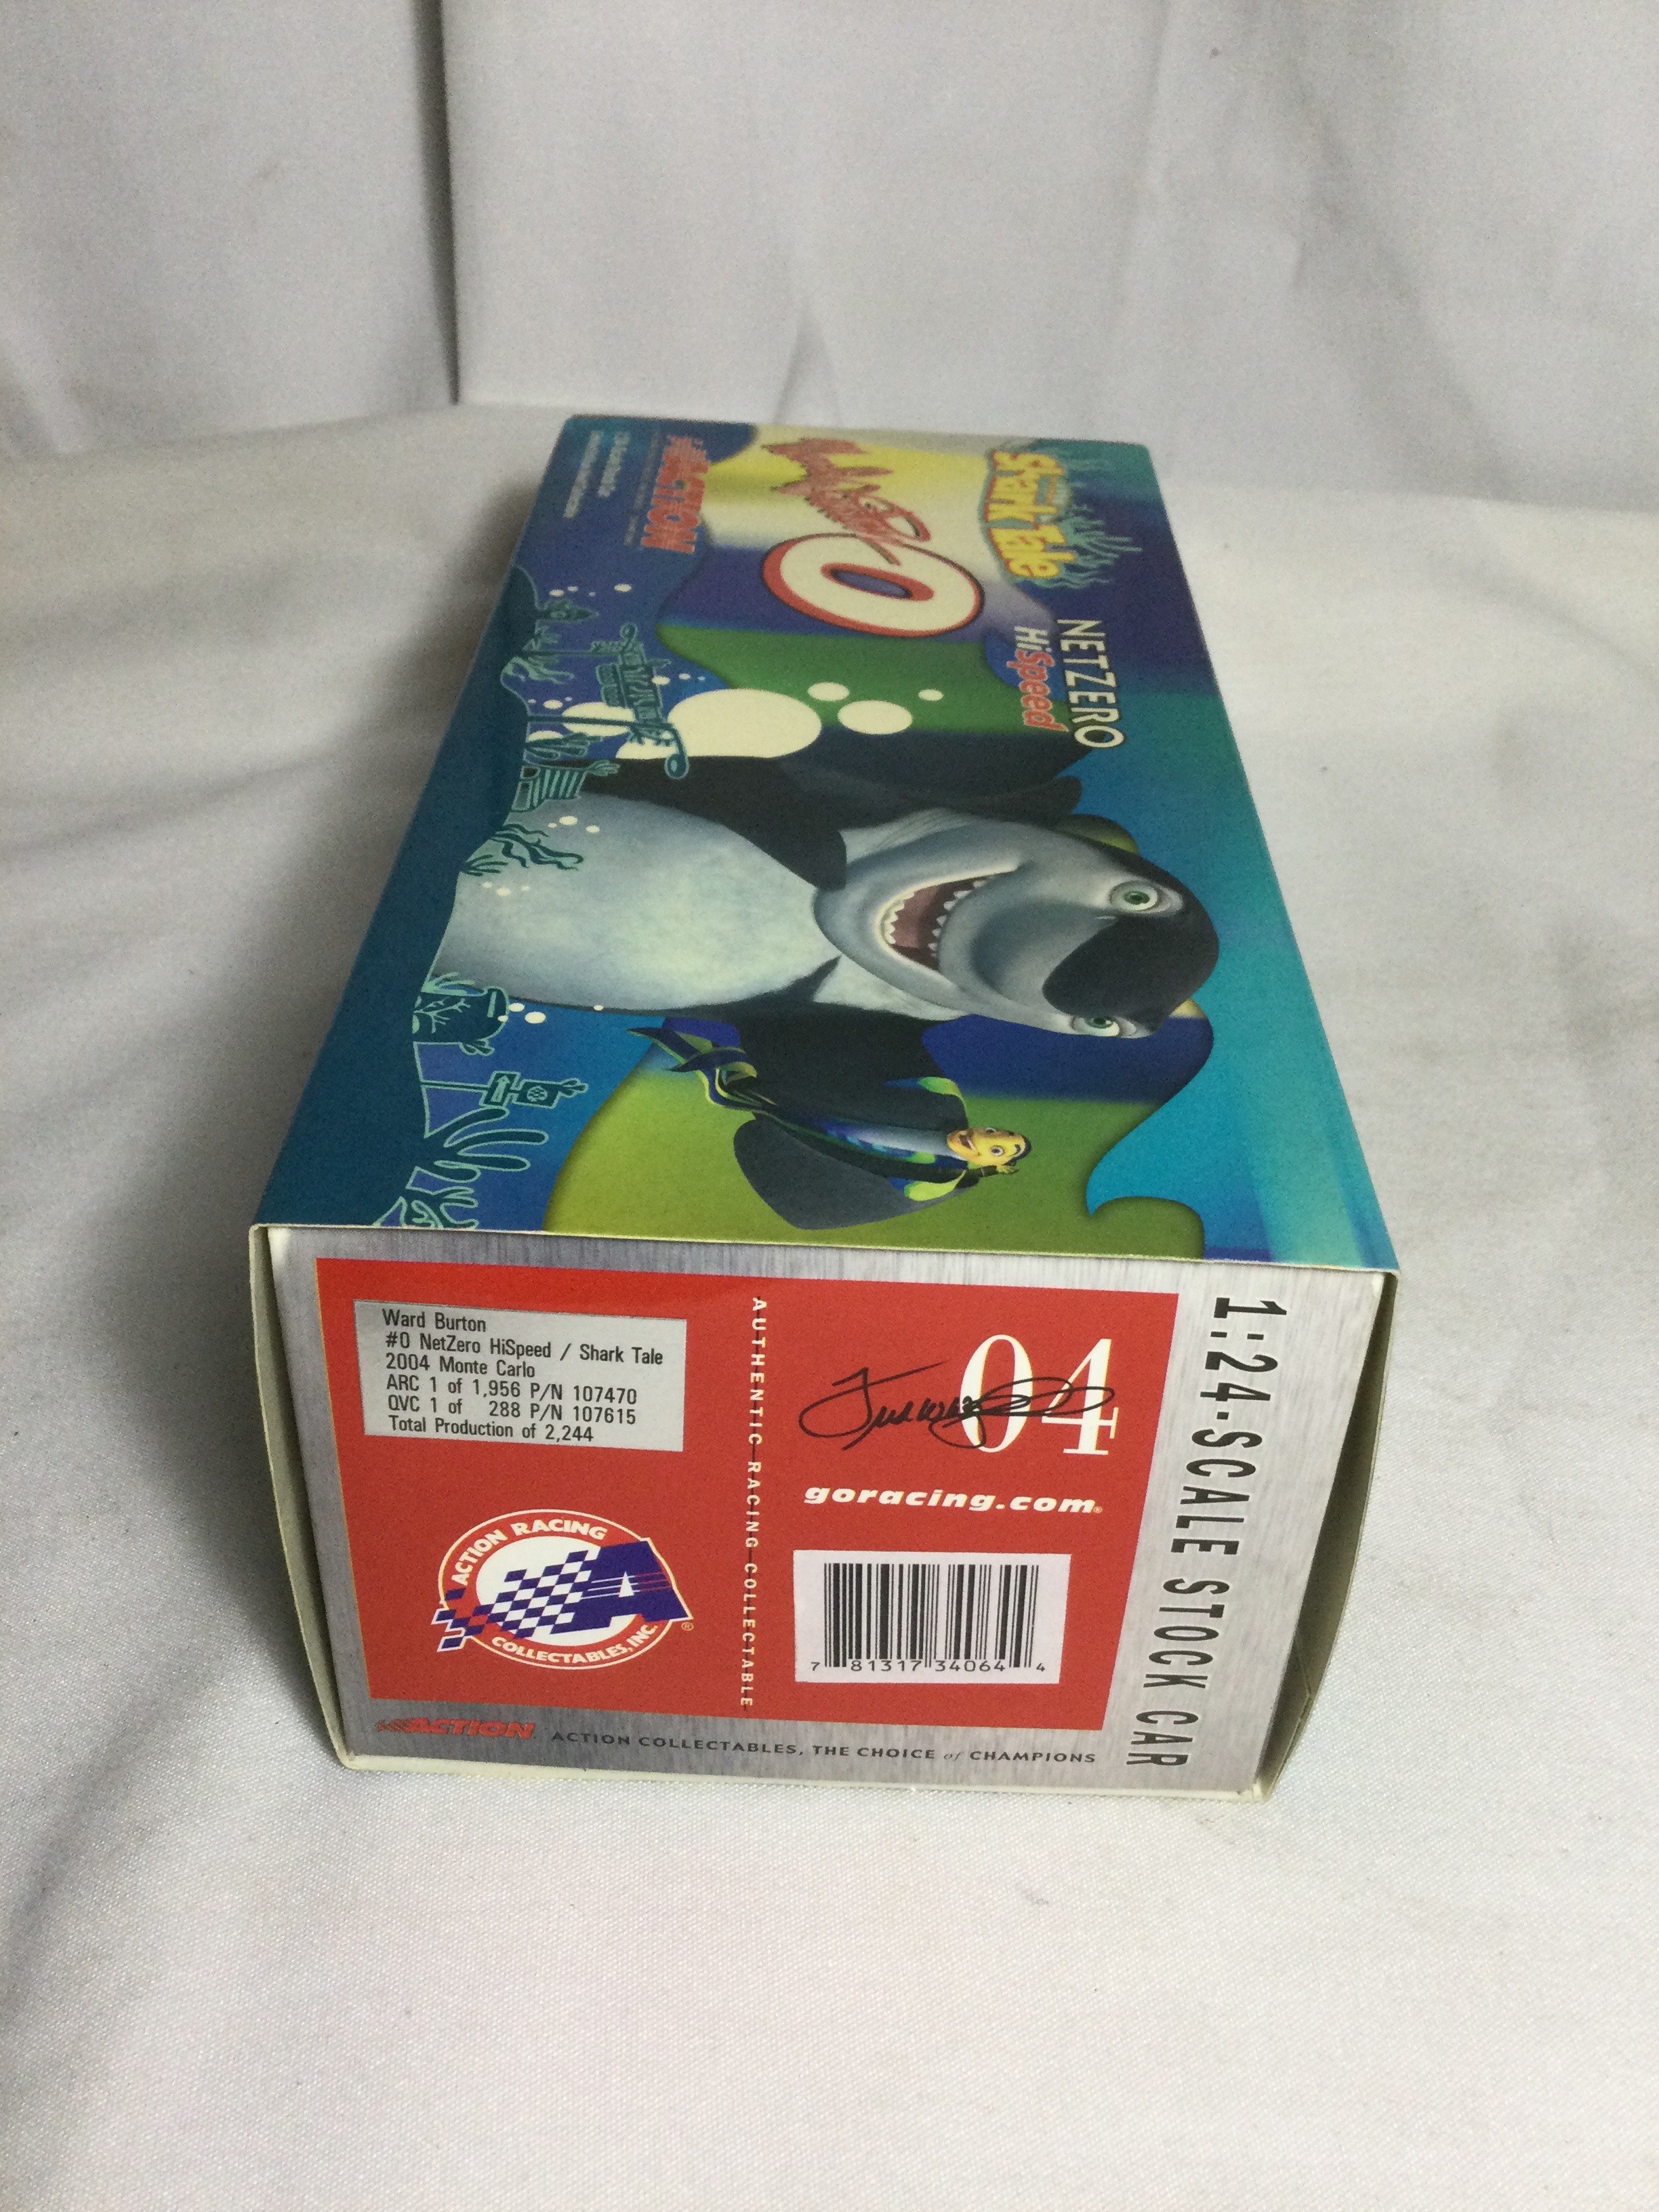 Shark Tale
NETZERO
HiSpeed
0
ACTION
Ward Burton
#0 NetZero HiSpeed / Shark Tale
2004 Monte Carlo
ARC 1 of 1,956 P/N 107470
QVC 1 of 288 P/N 107615
Total Production of 2,244
ACTION RACING
COLLECTABLES, INC.
®
AUTHENTIC RACING COLLECTABLE
04
goracing.com
7 81317 34064 4
1:24-SCALE STOCK CAR
ACTION
ACTION COLLECTABLES, THE CHOICE of CHAMPIONS